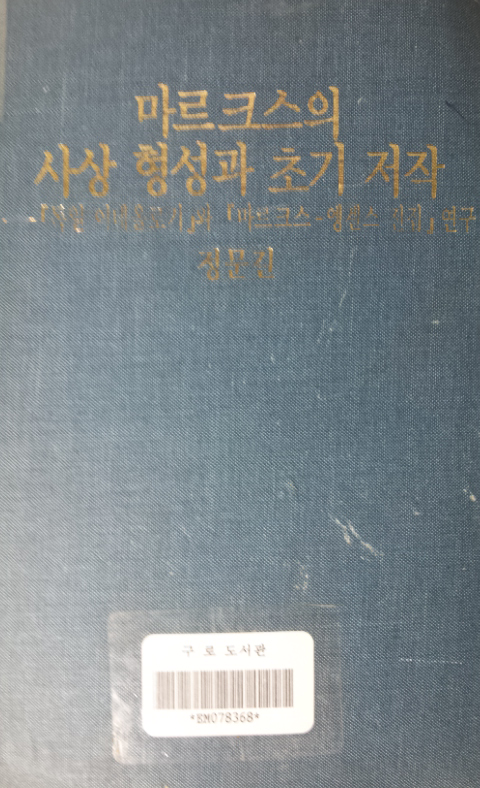 마르크스의
사상 형성과 초기 저작
『독일 이데올로기』와 『마르크스-엥겔스 전집』 연구
정문길
구 로 도서관
*EM078368*